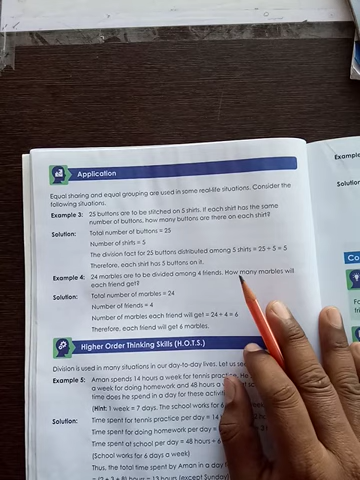 Application
Equal sharing and equal grouping are used in some real-life situations. Consider the
following situations.
Example 3: 25 buttons are to be stitched on 5 shirts. If each shirt has the same
number of buttons, how many buttons are there on each shirt?
Solution: Total number of buttons = 25
Number of shirts = 5
The division fact for 25 buttons distributed among 5 shirts = 25 ÷ 5 = 5
Therefore, each shirt has 5 buttons on it.
Example 4: 24 marbles are to be divided among 4 friends. How many marbles will
each friend get?
Solution: Total number of marbles = 24
Number of friends = 4
Number of marbles each friend will get = 24 ÷ 4 = 6
Therefore, each friend will get 6 marbles.
Higher Order Thinking Skills (H.O.T.S.)
Division is used in many situations in our day-to-day lives. Let us see
Example 5: Aman spends 14 hours a week for tennis practice. He
a week for doing homework and 48 hours a
time does he spend in a day for these
(Hint: 1 week = 7 days. The school works for 6
Solution: Time spent for tennis practice per day = 14
Time spent for doing homework per day =
Time spent at school per day = 48 hours ÷ 6
(School works for 6 days a week)
Thus, the total time spent by Aman in a day
= (2 + 3 + 8) hours = 13 hours (except Sunday)
Example
Solution
Co